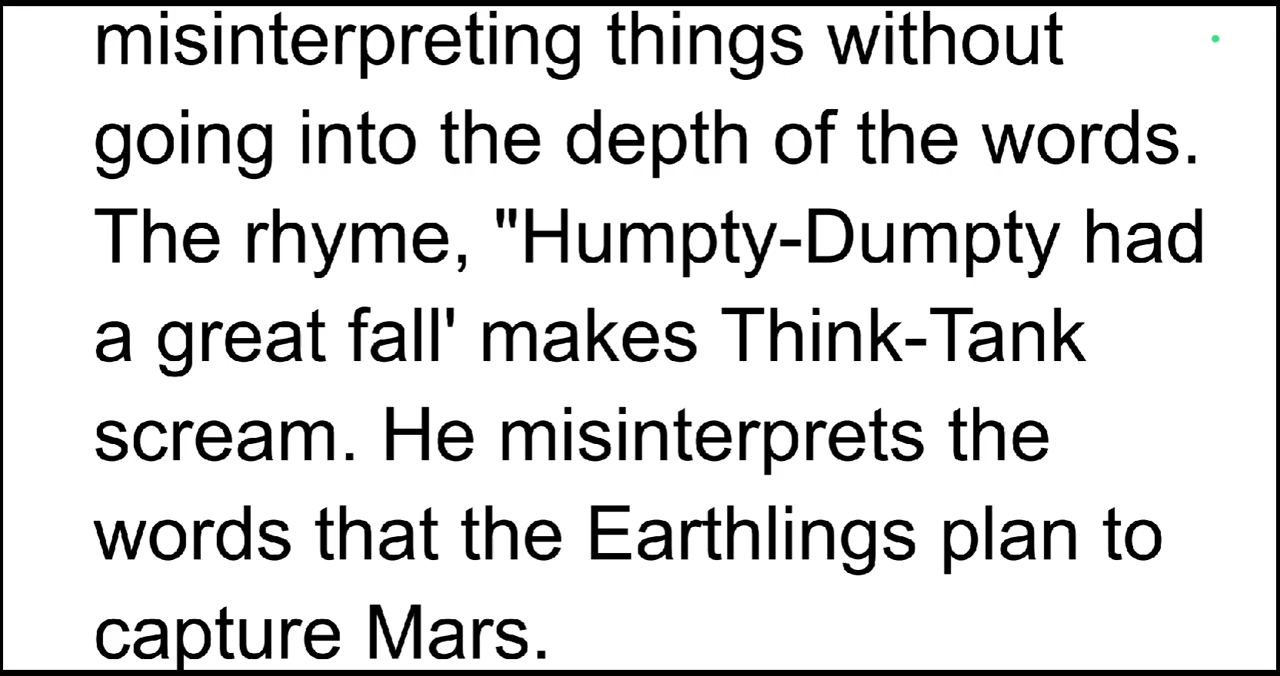 misinterpreting things without
going into the depth of the words.
The rhyme, "Humpty-Dumpty had
a great fall' makes Think-Tank
scream. He misinterprets the
words that the Earthlings plan to
capture Mars.